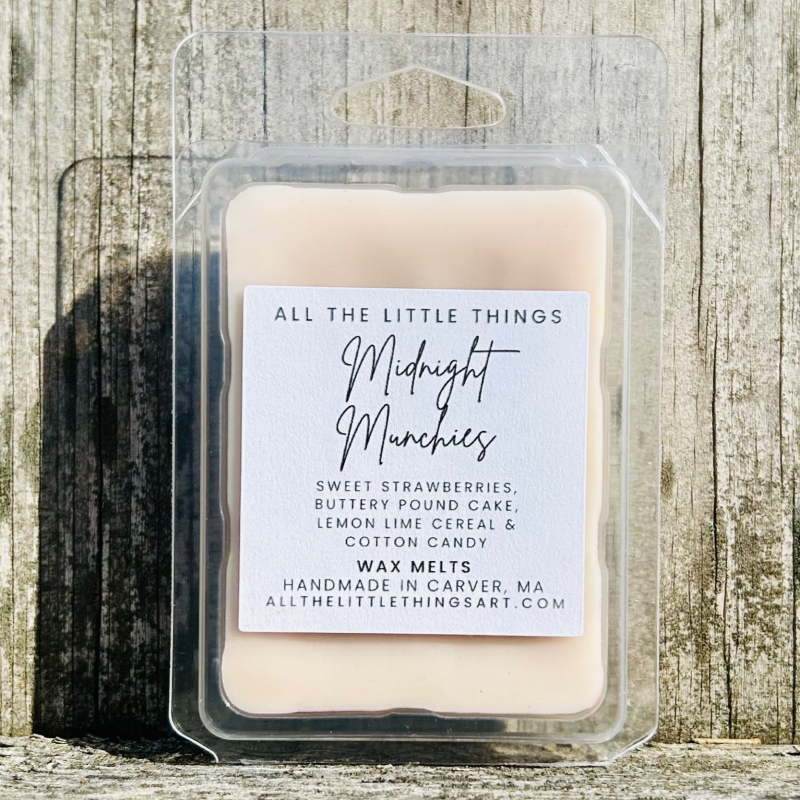 ALL THE LITTLE THINGS
Midnight
Munchies
SWEET STRAWBERRIES,
BUTTERY POUND CAKE,
LEMON LIME CEREAL &
COTTON CANDY
WAX MELTS
HANDMADE IN CARVER, MA
ALLTHELITTLETHINGSART.COM